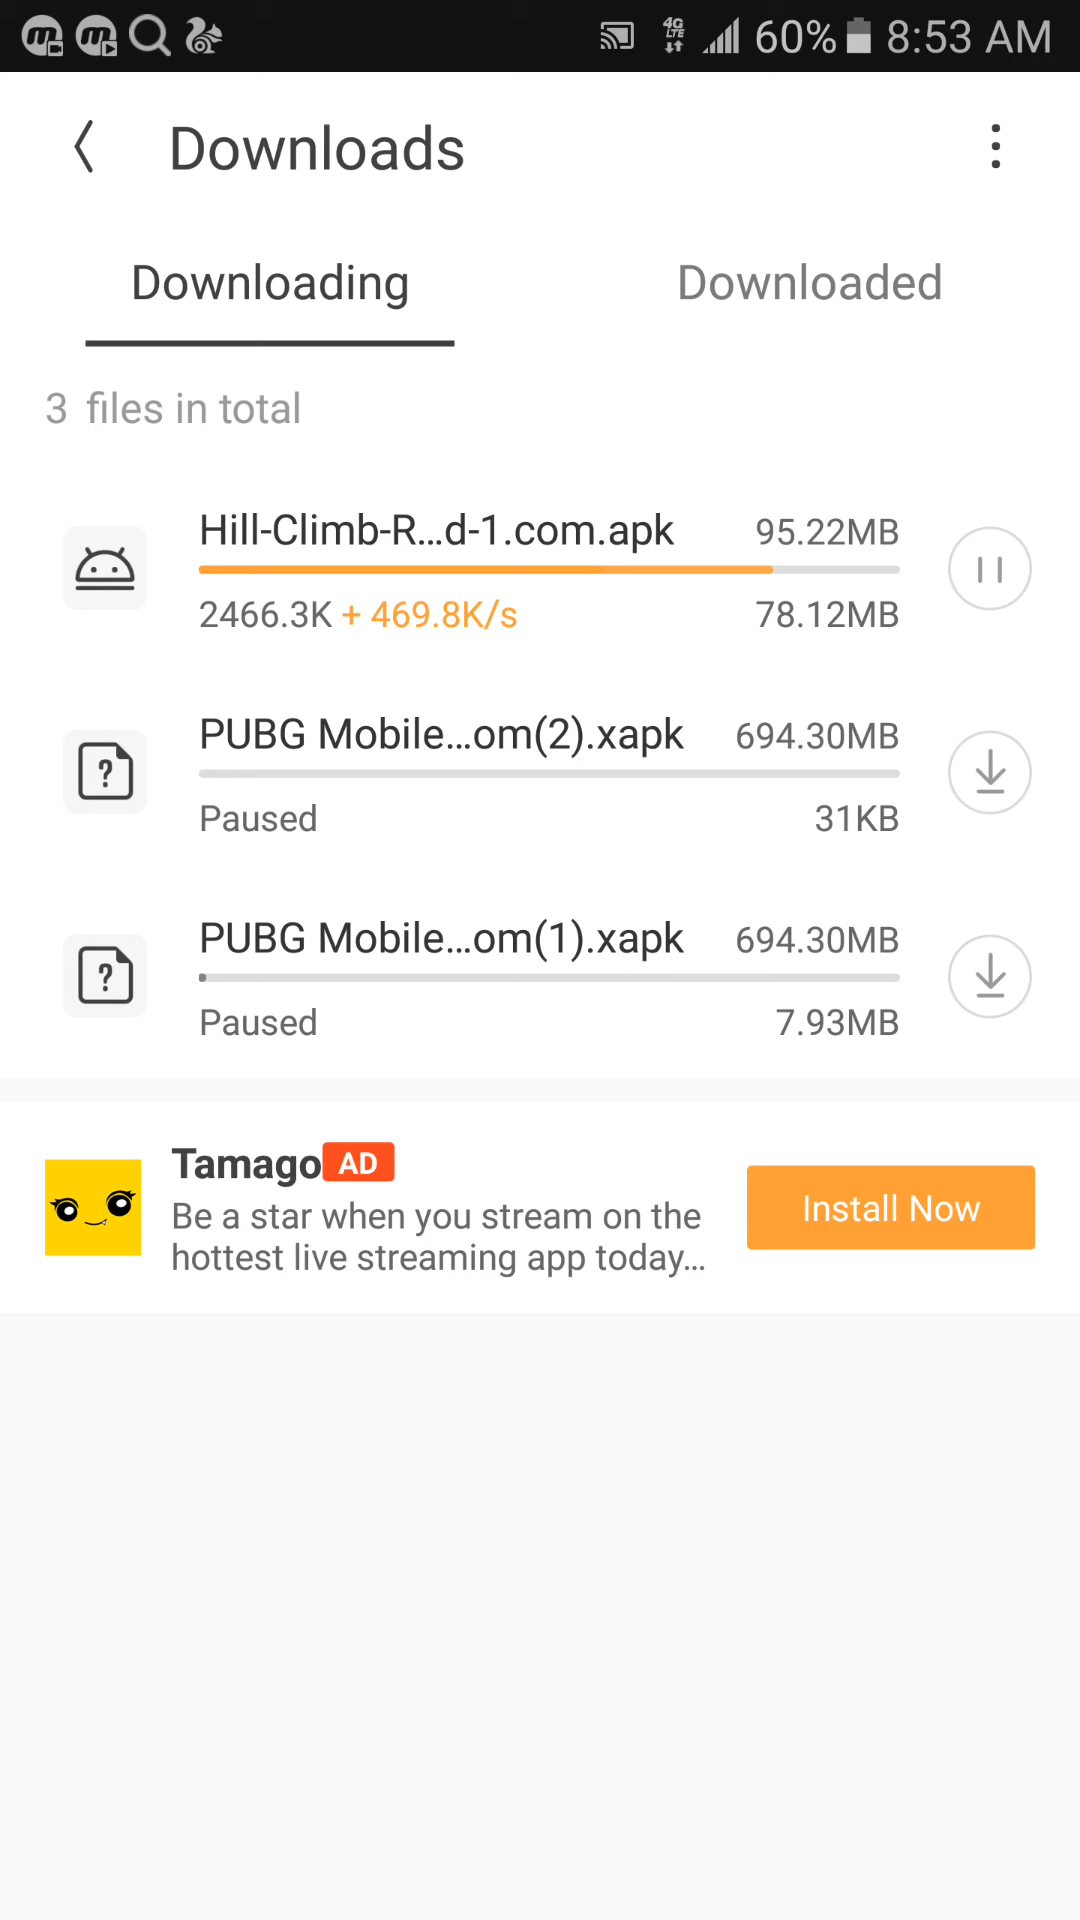 4G LTE 60% 8:53 AM
Downloads
Downloading Downloaded
3 files in total
Hill-Climb-R...d-1.com.apk 95.22MB
2466.3K + 469.8K/s 78.12MB
PUBG Mobile...om(2).xapk 694.30MB
Paused 31KB
PUBG Mobile...om(1).xapk 694.30MB
Paused 7.93MB
Tamago AD
Be a star when you stream on the
hottest live streaming app today...
Install Now